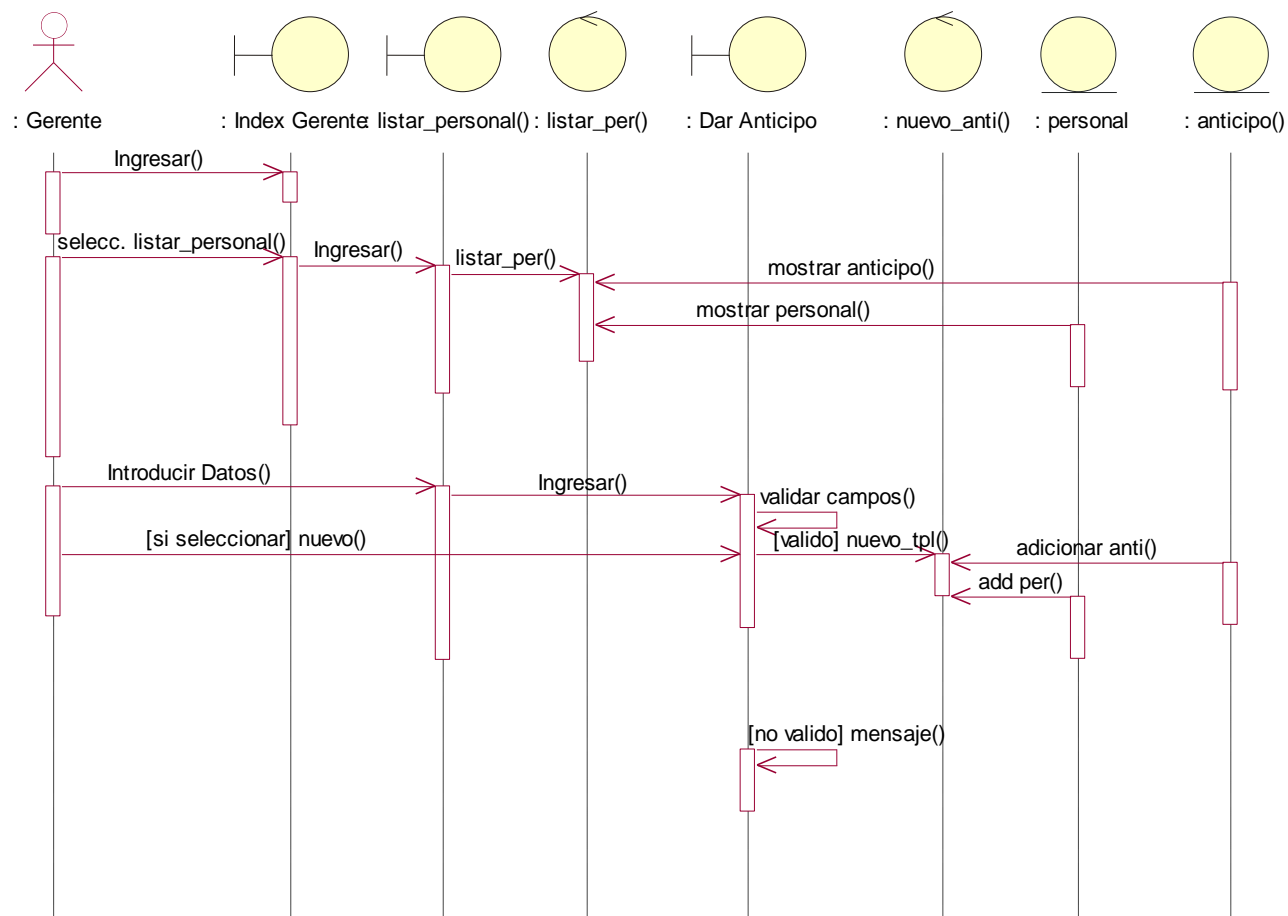 : Gerente
: Index Gerente
: listar_personal()
: listar_per()
: Dar Anticipo
: nuevo_anti()
: personal
: anticipo()
Ingresar()
selecc. listar_personal()
Ingresar()
listar_per()
mostrar anticipo()
mostrar personal()
Introducir Datos()
Ingresar()
validar campos()
[si seleccionar] nuevo()
[valido] nuevo_tpl()
adicionar anti()
add per()
[no valido] mensaje()